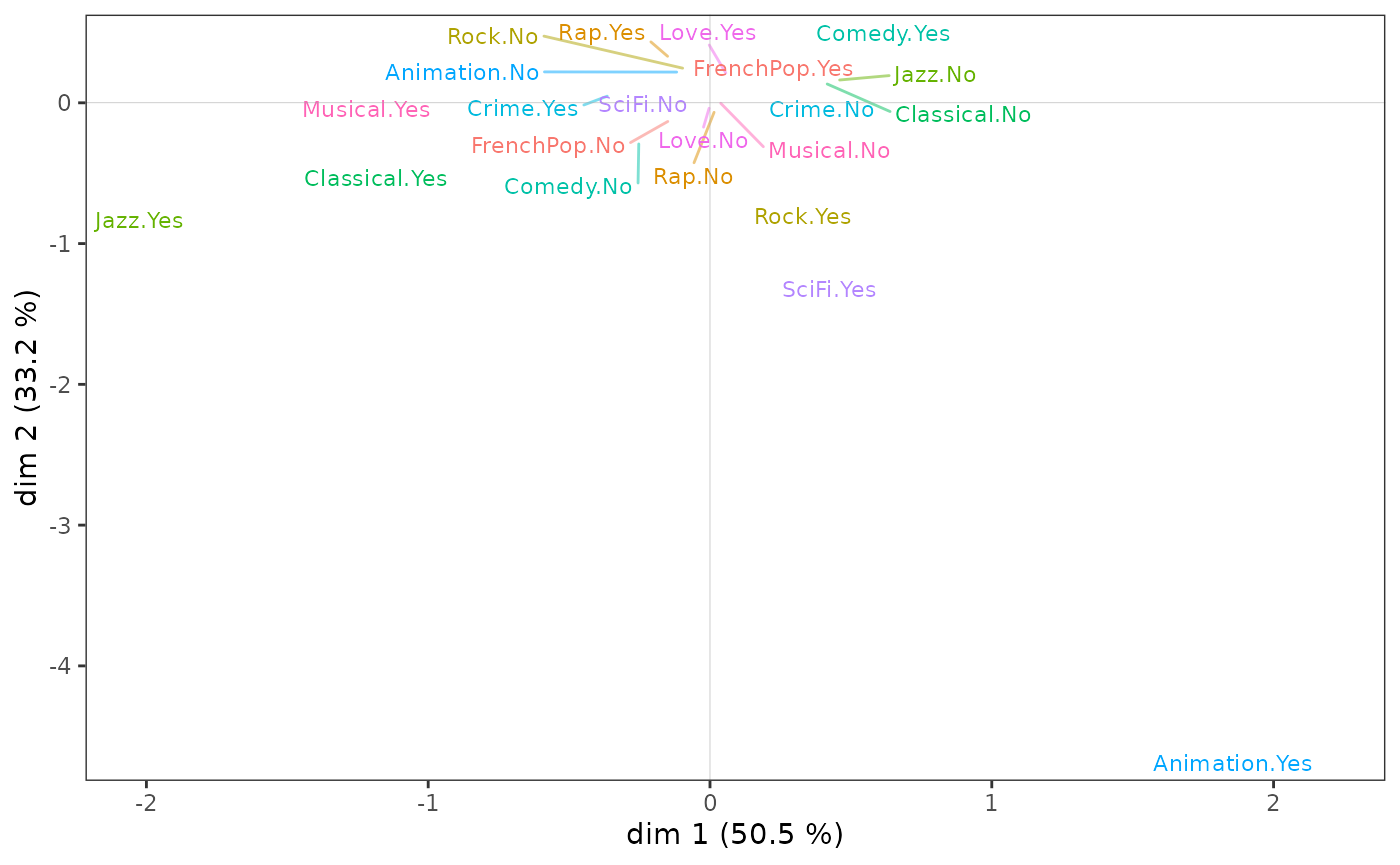 Rock.No
Rap.Yes
Love.Yes
Comedy.Yes
Animation.No
FrenchPop.Yes
Jazz.No
0
Musical.Yes
Crime.Yes
SciFi.No
Crime.No
Classical.No
FrenchPop.No
Love.No
Musical.No
Classical.Yes
Comedy.No
Rap.No
Jazz.Yes
Rock.Yes
-1
SciFi.Yes
-2
-3
-4
Animation.Yes
dim 2 (33.2 %)
-2
-1
0
1
2
dim 1 (50.5 %)